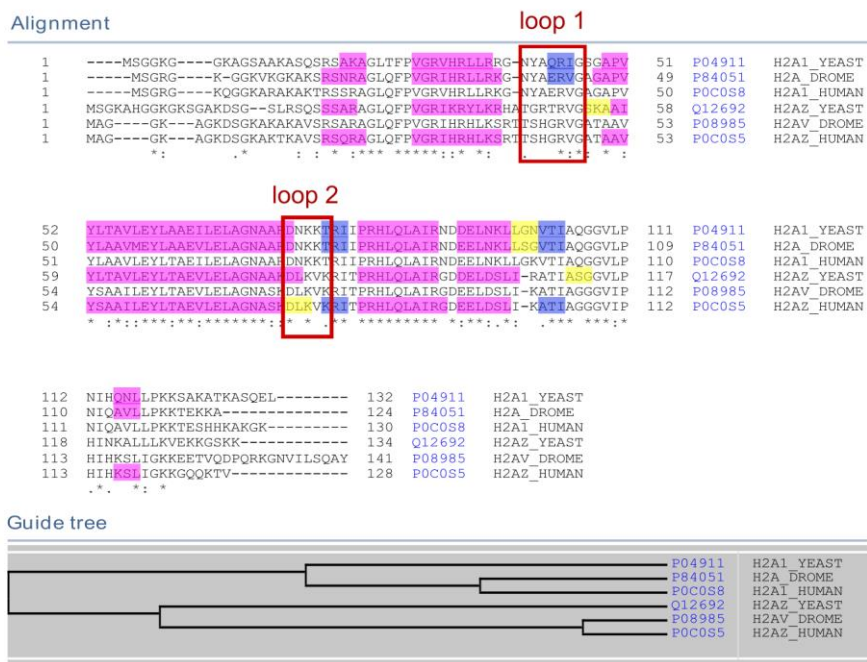 Alignment
loop 1
1 ----MSGGKG----GKAGSAAKASQSRSAKAGLTFPVGRVHRLLRRG-NYAQRIGSGAPV 51 P04911 H2A1_YEAST
1 ----MSGRG----K-GGKVKGKAKSRSNRAGLQFPVGRIHRLLRKG-NYAERVGAGAPV 49 P84051 H2A_DROME
1 ----MSGRG----KQGGKARAKAKTRSSRAGLQFPVGRVHRLLRKG-NYAERVGAGAPV 50 P0C0S8 H2A1_HUMAN
1 MSGKAHGGKGKSGAKDSG-SLRSQSSSARAGLQFPVGRIKRYLKRHATGRTRVGSKAAI 58 Q12692 H2AZ_YEAST
1 MAG----GK----AGKDSGKAKAKAVSRSARAGLQFPVGRIHRHLKSRTTSHGRVGATAAV 53 P08985 H2AV_DROME
1 MAG----GK----AGKDSGKAKTKAVSRSQRAGLQFPVGRIHRHLKSRTTSHGRVGATAAV 53 P0C0S5 H2AZ_HUMAN
loop 2
52 YLTAVLEYLAAEILELAGNAARDNKKTRIIPRHLQLAIRNDDELNKLLGNVTIAQGGVLP 111 P04911 H2A1_YEAST
50 YLAAVMEYLAAEVLELAGNAARDNKKTRIIPRHLQLAIRNDEELNKLLSGVTIAQGGVLP 109 P84051 H2A_DROME
51 YLAAVLEYLTAEILELAGNAARDNKKTRIIPRHLQLAIRNDEELNKLLGKVTIAQGGVLP 110 P0C0S8 H2A1_HUMAN
59 YLTAVLEYLTAEVLELAGNAAKDLKVKRITPRHLQLAIRGDDELDSLI-RATIASGGVLP 117 Q12692 H2AZ_YEAST
54 YSAAILEYLTAEVLELAGNASKDLKVKRITPRHLQLAIRGDEELDSLI-KATIAGGGVIP 112 P08985 H2AV_DROME
54 YSAAILEYLTAEVLELAGNASKDLKVKRITPRHLQLAIRGDEELDSLI-KATIAGGGVIP 112 P0C0S5 H2AZ_HUMAN
112 NIHQNLLPKKSAKATKASQEL-------- 132 P04911 H2A1_YEAST
110 NIQAVLLPKKTEKKA-------------- 124 P84051 H2A_DROME
111 NIQAVLLPKKTESHHKAKGK--------- 130 P0C0S8 H2A1_HUMAN
118 HINKALLLKVEKKGSKK------------ 134 Q12692 H2AZ_YEAST
113 HIHKSLIGKKEETVQDPQRKGNVILSQAY 141 P08985 H2AV_DROME
113 HIHKSLIGKKGQQKTV------------- 128 P0C0S5 H2AZ_HUMAN
.*. *: *
Guide tree
P04911 H2A1_YEAST
P84051 H2A_DROME
P0C0S8 H2A1_HUMAN
Q12692 H2AZ_YEAST
P08985 H2AV_DROME
P0C0S5 H2AZ_HUMAN